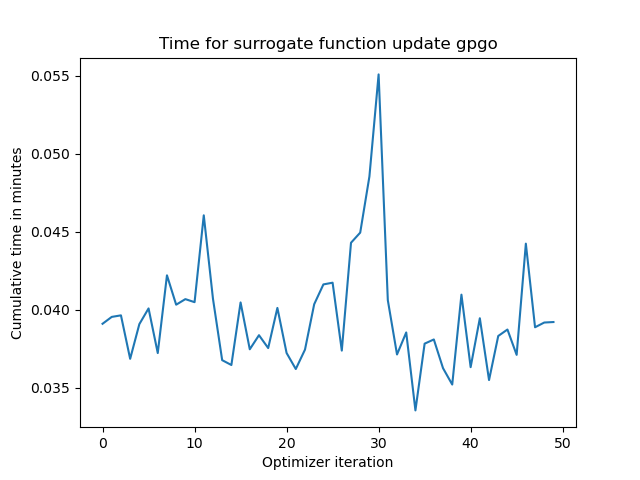 Time for surrogate function update gpgo
0.055
0.050
0.045
0.040
0.035
Cumulative time in minutes
0 10 20 30 40 50
Optimizer iteration